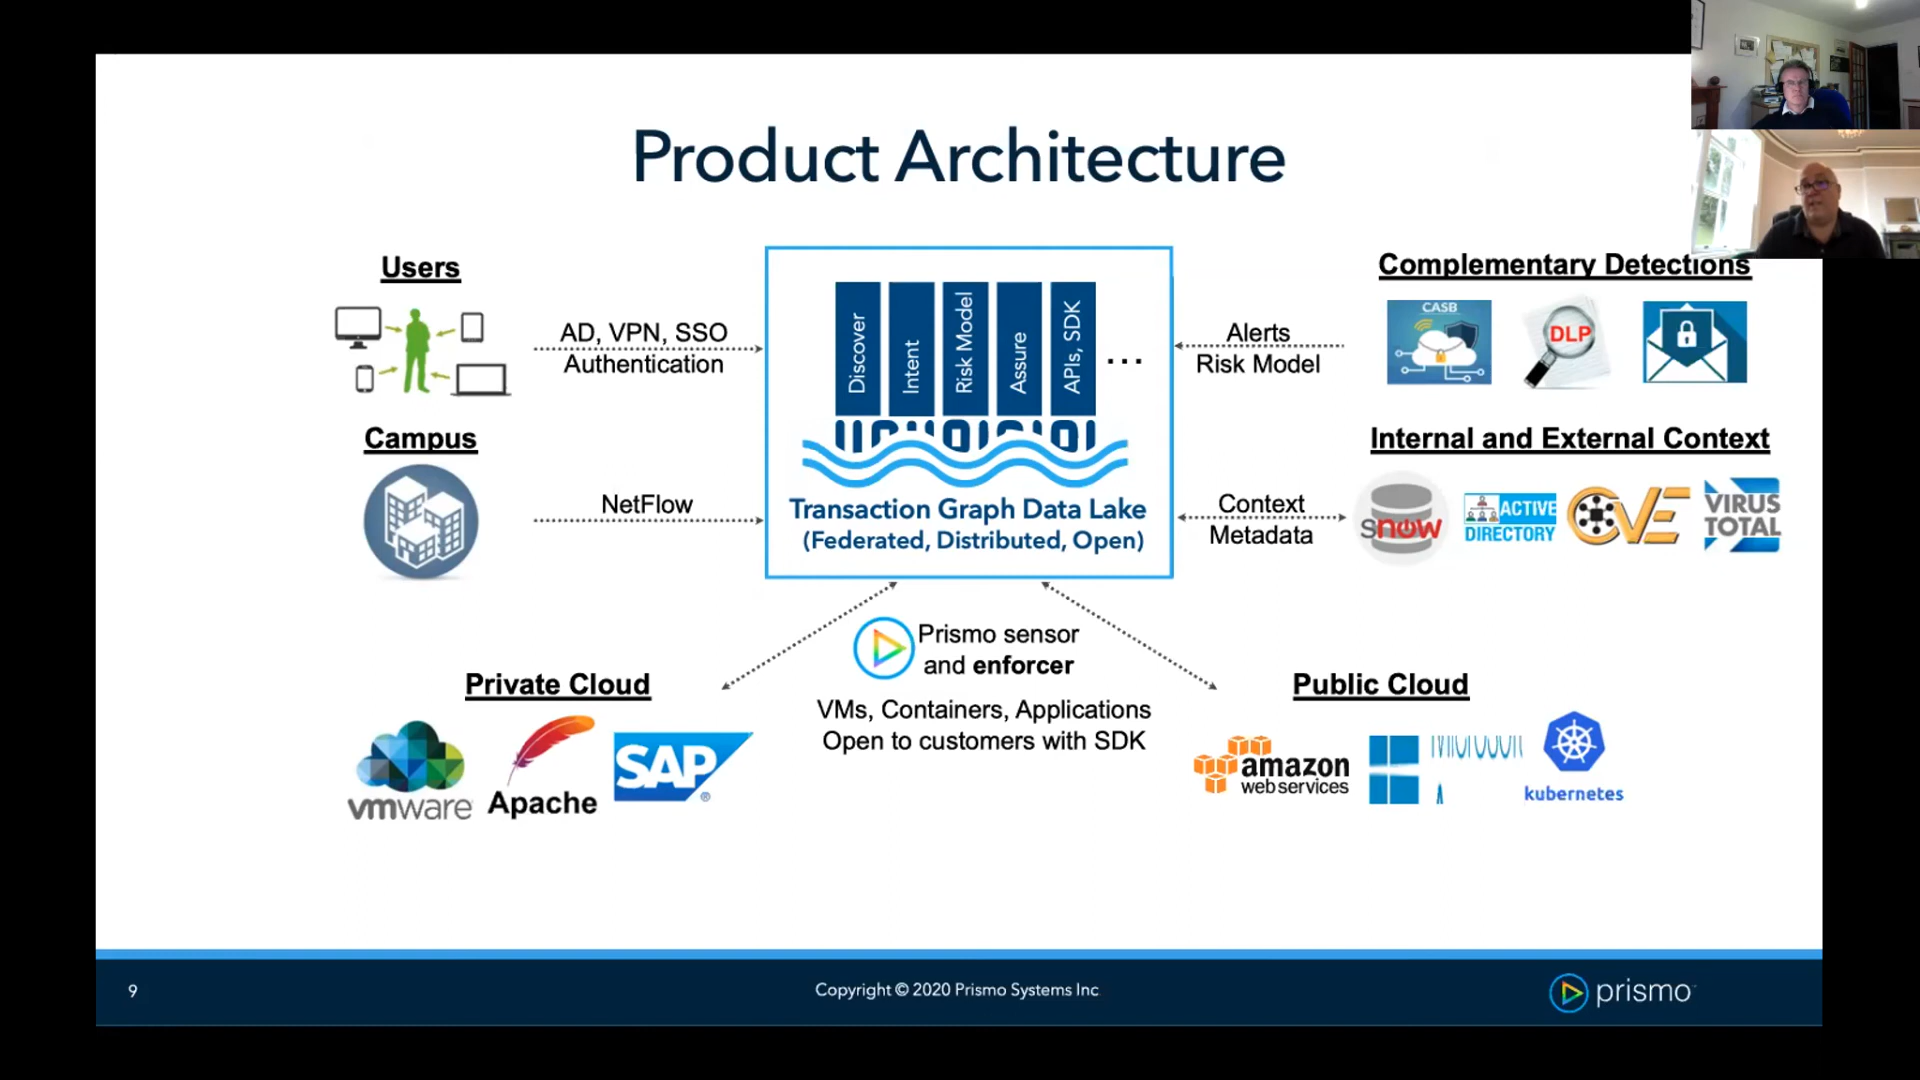 Product Architecture
Users
AD, VPN, SSO
Authentication
Campus
NetFlow
Discover
Intent
Risk Model
Assure
APIs, SDK
...
Transaction Graph Data Lake
(Federated, Distributed, Open)
Alerts
Risk Model
Complementary Detections
CASB
DLP
Internal and External Context
Context
Metadata
snow
ACTIVE
DIRECTORY
CVE
VIRUS
TOTAL
Prismo sensor
and enforcer
VMs, Containers, Applications
Open to customers with SDK
Private Cloud
vmware
Apache
SAP
®
Public Cloud
amazon
web services
kubernetes
9
Copyright © 2020 Prismo Systems Inc
prismo